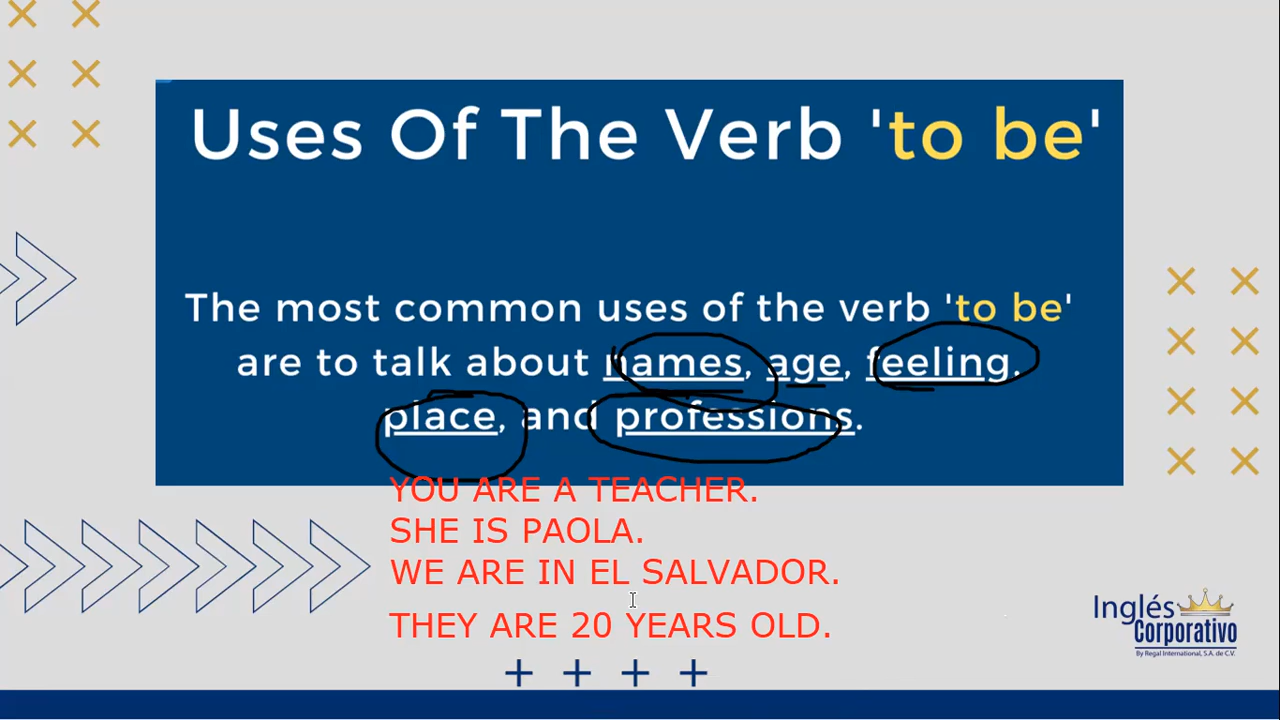 Uses Of The Verb 'to be'
The most common uses of the verb 'to be'
are to talk about names, age, feeling.
place, and professions.
YOU ARE A TEACHER.
SHE IS PAOLA.
WE ARE IN EL SALVADOR.
THEY ARE 20 YEARS OLD.
Inglés
Corporativo
By Regal International, S.A. de C.V.